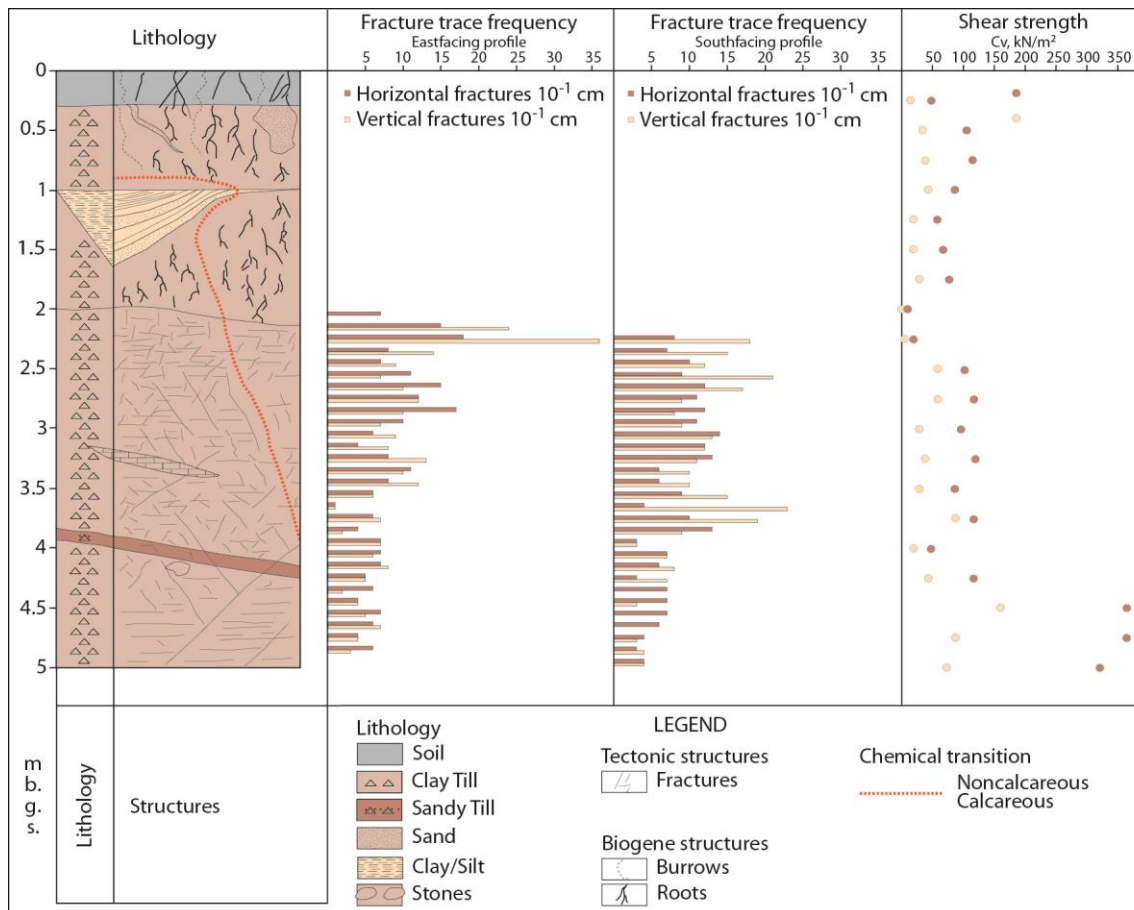 Lithology
Fracture trace frequency
Eastfacing profile
5 10 15 20 25 30 35
Fracture trace frequency
Southfacing profile
5 10 15 20 25 30 35
Shear strength
Cv, kN/m²
50 100 150 200 250 300 350
Horizontal fractures 10⁻¹ cm
Vertical fractures 10⁻¹ cm
Horizontal fractures 10⁻¹ cm
Vertical fractures 10⁻¹ cm
0
0.5
1
1.5
2
2.5
3
3.5
4
4.5
5
m
b.
g.
s.
Lithology
Structures
LEGEND
Lithology
Soil
Clay Till
Sandy Till
Sand
Clay/Silt
Stones
Tectonic structures
Fractures
Biogene structures
Burrows
Roots
Chemical transition
Noncalcareous
Calcareous